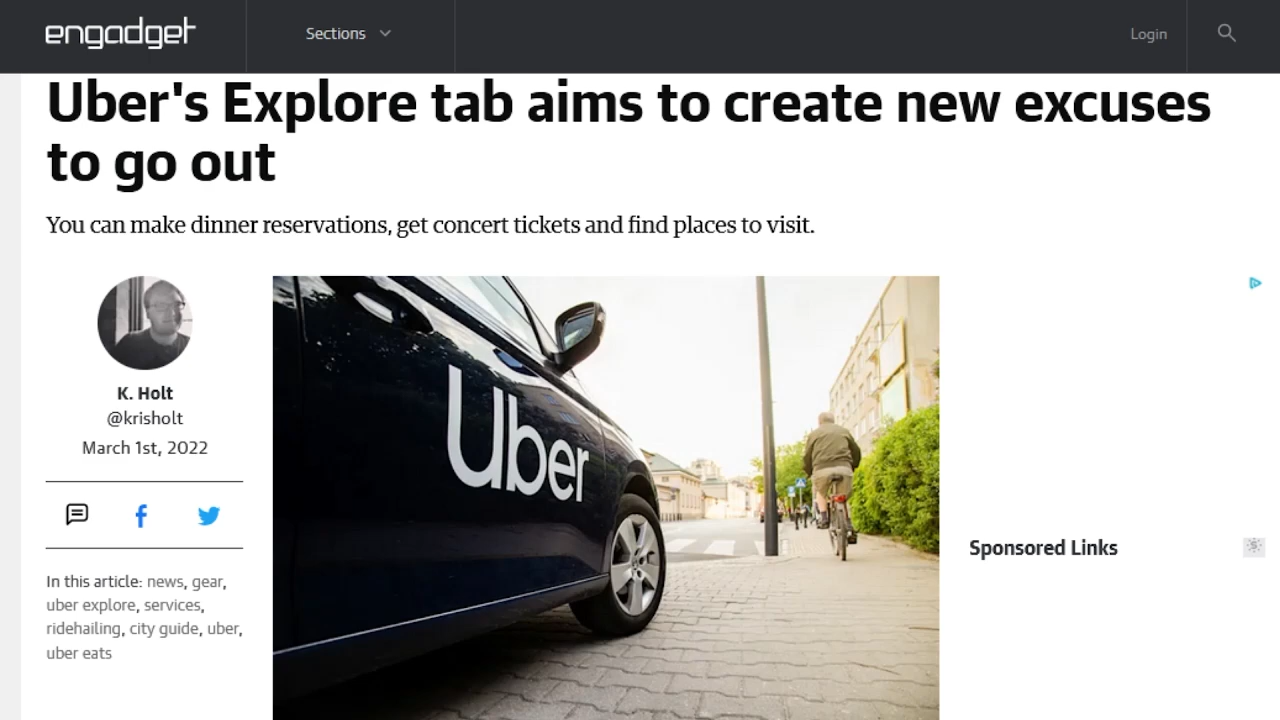 engadget
Sections
Login
Uber's Explore tab aims to create new excuses
to go out
You can make dinner reservations, get concert tickets and find places to visit.
K. Holt
@krisholt
March 1st, 2022
In this article: news, gear,
uber explore, services,
ridehailing, city guide, uber,
uber eats
Uber
Sponsored Links